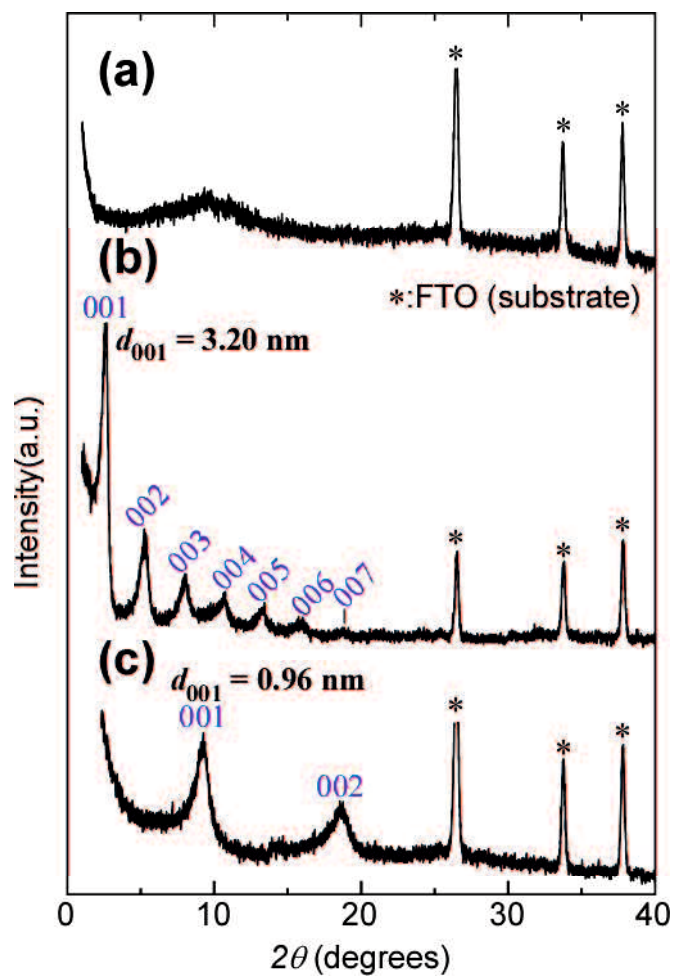 (a)
*
*
*
(b)
*:FTO (substrate)
001
d001 = 3.20 nm
002
003
004
005
006
007
*
*
*
(c)
d001 = 0.96 nm
001
002
*
*
*
Intensity(a.u.)
0 10 20 30 40
2θ (degrees)